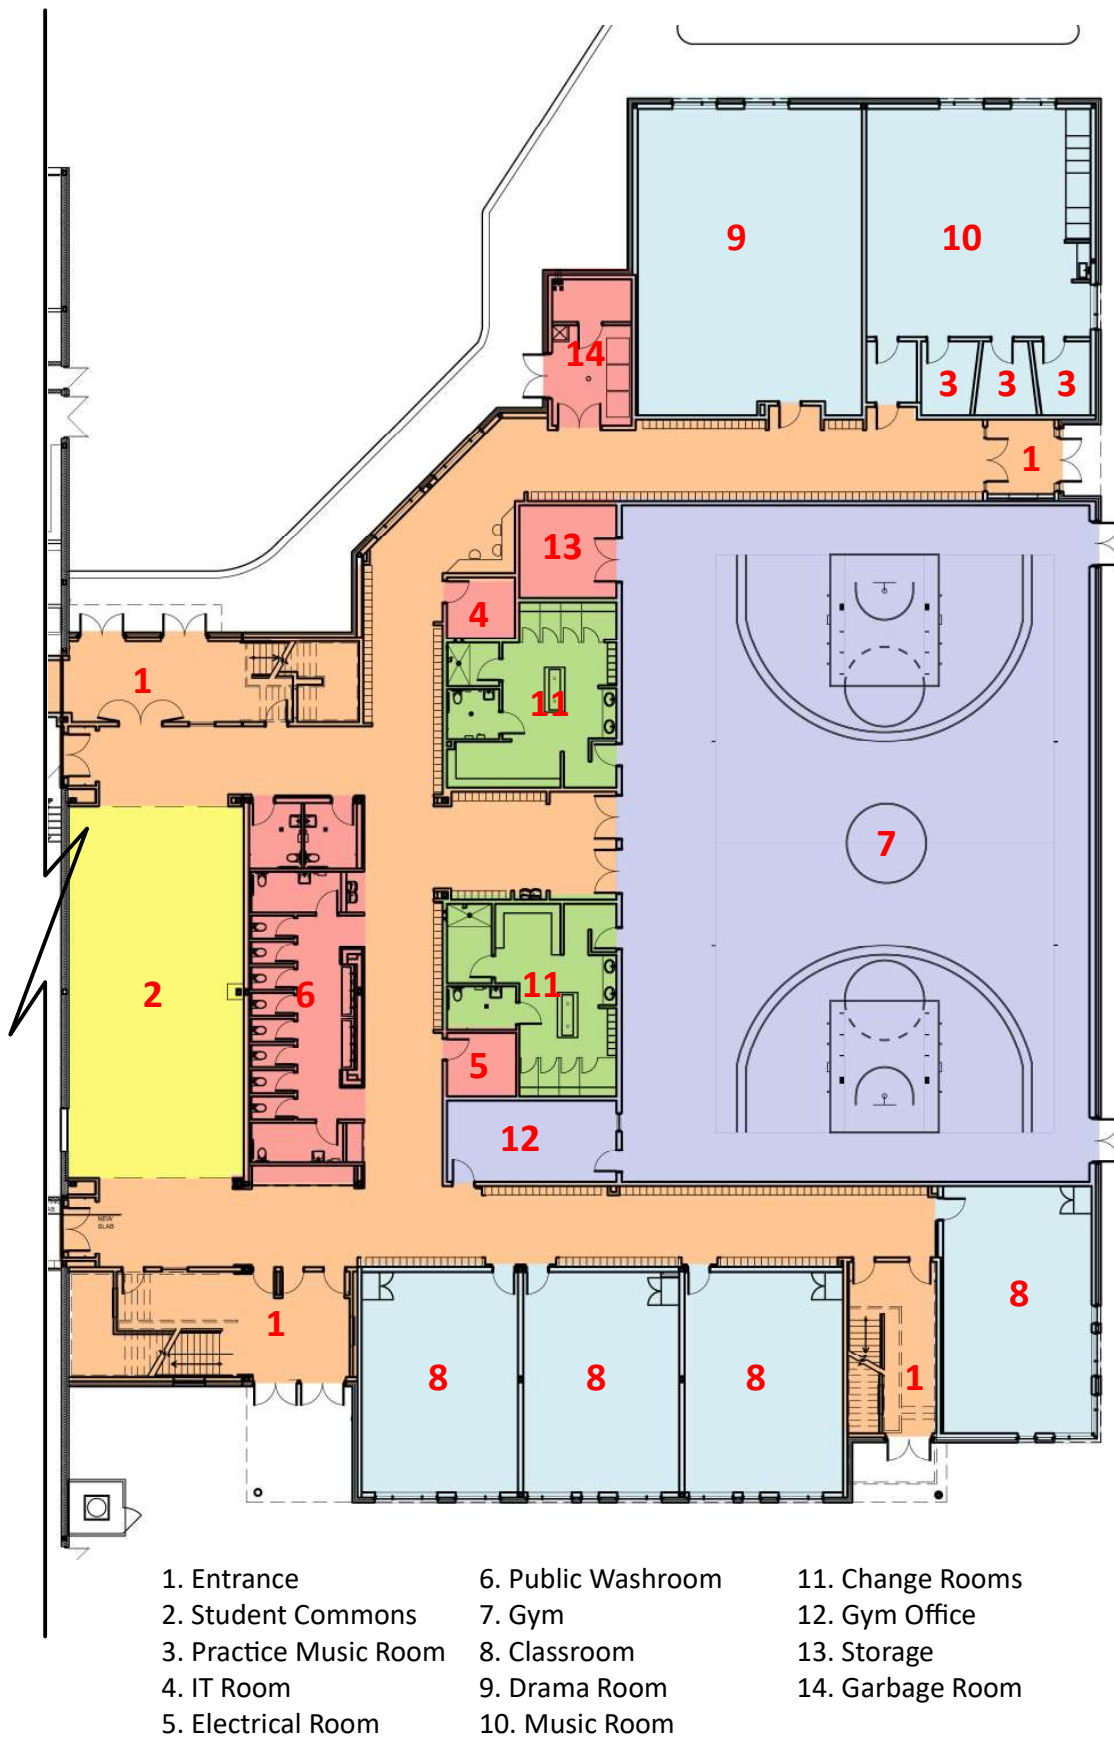 9
10
14
3
3
3
1
13
4
1
11
7
2
6
11
5
12
NEW
SLAB
8
1
8
8
8
1
1. Entrance
2. Student Commons
3. Practice Music Room
4. IT Room
5. Electrical Room
6. Public Washroom
7. Gym
8. Classroom
9. Drama Room
10. Music Room
11. Change Rooms
12. Gym Office
13. Storage
14. Garbage Room